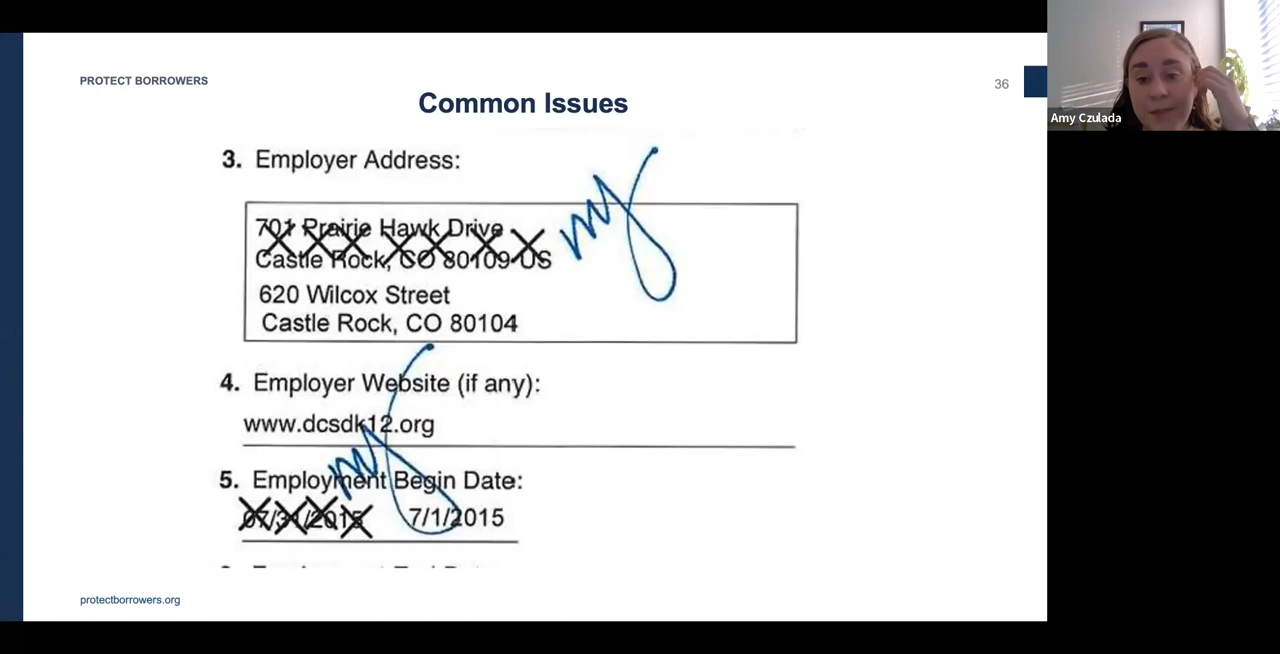 PROTECT BORROWERS
36
Common Issues
Amy Czulada
3. Employer Address:
701 Prairie Hawk Drive
Castle Rock, CO 80109 US
620 Wilcox Street
Castle Rock, CO 80104
4. Employer Website (if any):
www.dcsdk12.org
5. Employment Begin Date:
07/31/2015 7/1/2015
protectborrowers.org